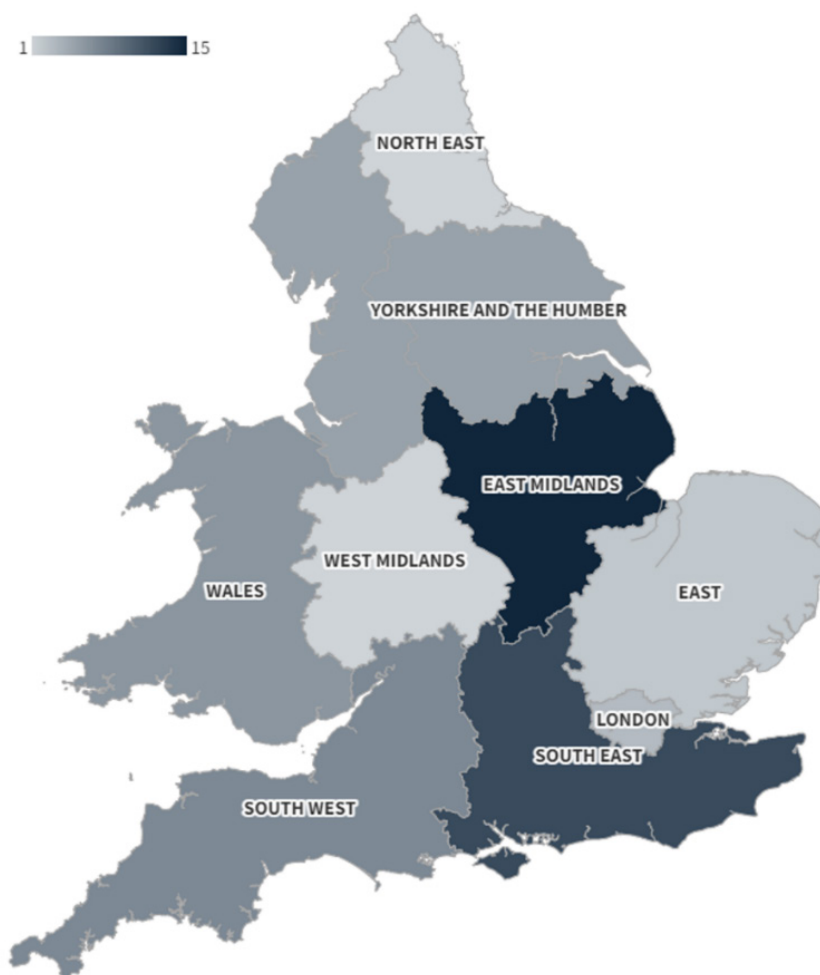 1 15
NORTH EAST
YORKSHIRE AND THE HUMBER
EAST MIDLANDS
WEST MIDLANDS
WALES
EAST
LONDON
SOUTH EAST
SOUTH WEST